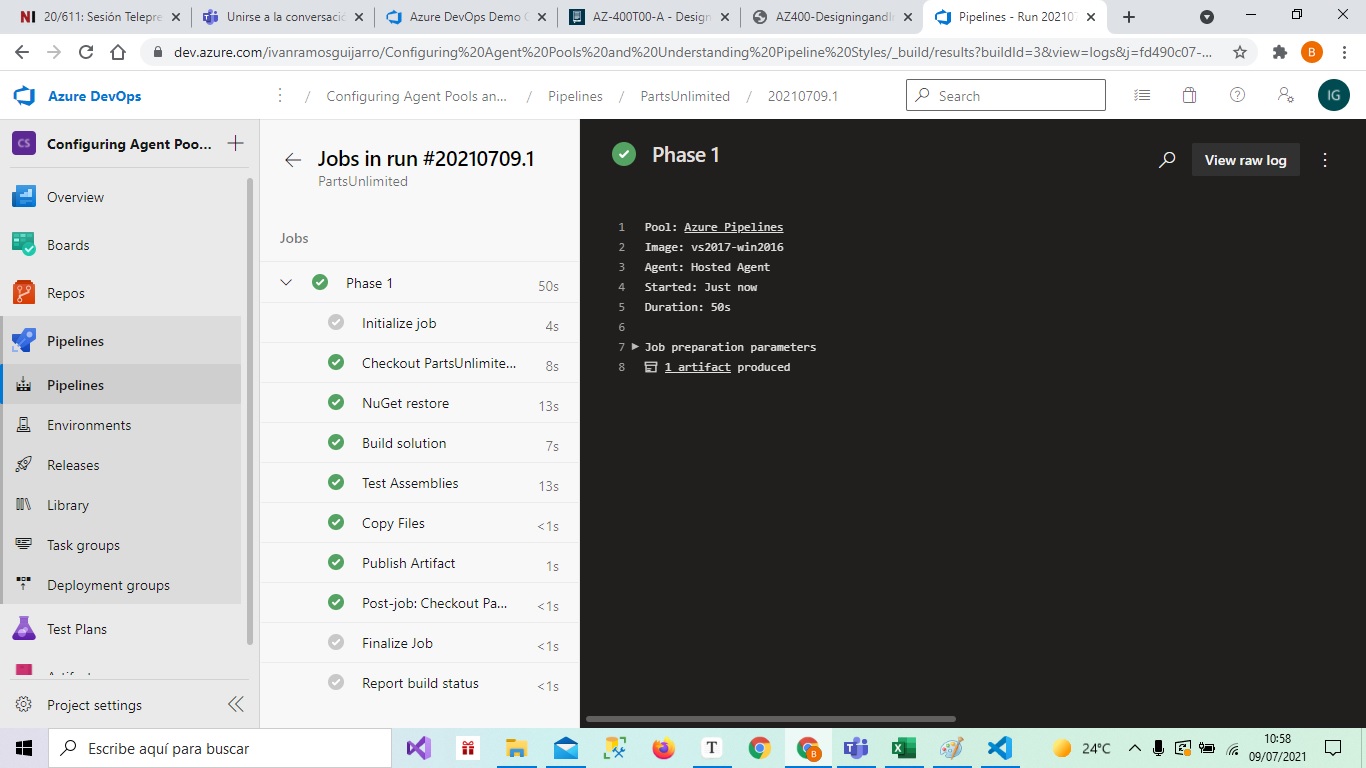 20/611: Sesión Telepre
Unirse a la conversació
Azure DevOps Demo G
AZ-400T00-A - Design
AZ400-Designingandl
Pipelines - Run 202107
dev.azure.com/ivanramosguijarro/Configuring%20Agent%20Pools%20and%20Understanding%20Pipeline%20Styles/_build/results?buildId=3&view=logs&j=fd490c07-...
B
Azure DevOps / Configuring Agent Pools an... / Pipelines / PartsUnlimited / 20210709.1
Search
IG
CS Configuring Agent Poo...
Overview
Boards
Repos
Pipelines
Pipelines
Environments
Releases
Library
Task groups
Deployment groups
Test Plans
Project settings
Jobs in run #20210709.1
PartsUnlimited
Jobs
Phase 1 50s
Initialize job 4s
Checkout PartsUnlimite... 8s
NuGet restore 13s
Build solution 7s
Test Assemblies 13s
Copy Files <1s
Publish Artifact 1s
Post-job: Checkout Pa... <1s
Finalize Job <1s
Report build status <1s
Phase 1
View raw log
1 Pool: Azure Pipelines
2 Image: vs2017-win2016
3 Agent: Hosted Agent
4 Started: Just now
5 Duration: 50s
6
7 Job preparation parameters
8 1 artifact produced
Escribe aquí para buscar
24°C
10:58
09/07/2021